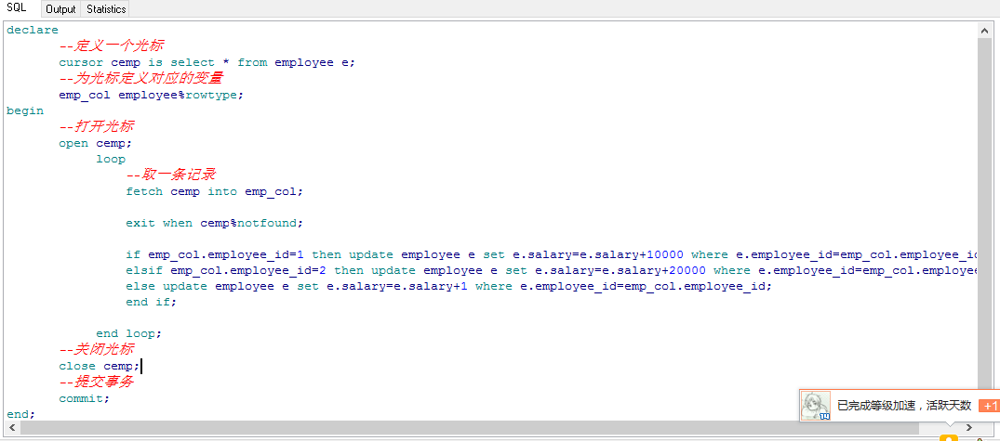 SQL Output Statistics
declare
--定义一个光标
cursor cemp is select * from employee e;
--为光标定义对应的变量
emp_col employee%rowtype;
begin
--打开光标
open cemp;
loop
--取一条记录
fetch cemp into emp_col;
exit when cemp%notfound;
if emp_col.employee_id=1 then update employee e set e.salary=e.salary+10000 where e.employee_id=emp_col.employee_id
elsif emp_col.employee_id=2 then update employee e set e.salary=e.salary+20000 where e.employee_id=emp_col.employee
else update employee e set e.salary=e.salary+1 where e.employee_id=emp_col.employee_id;
end if;
end loop;
--关闭光标
close cemp;
--提交事务
commit;
已完成等级加速，活跃天数 +1
end;